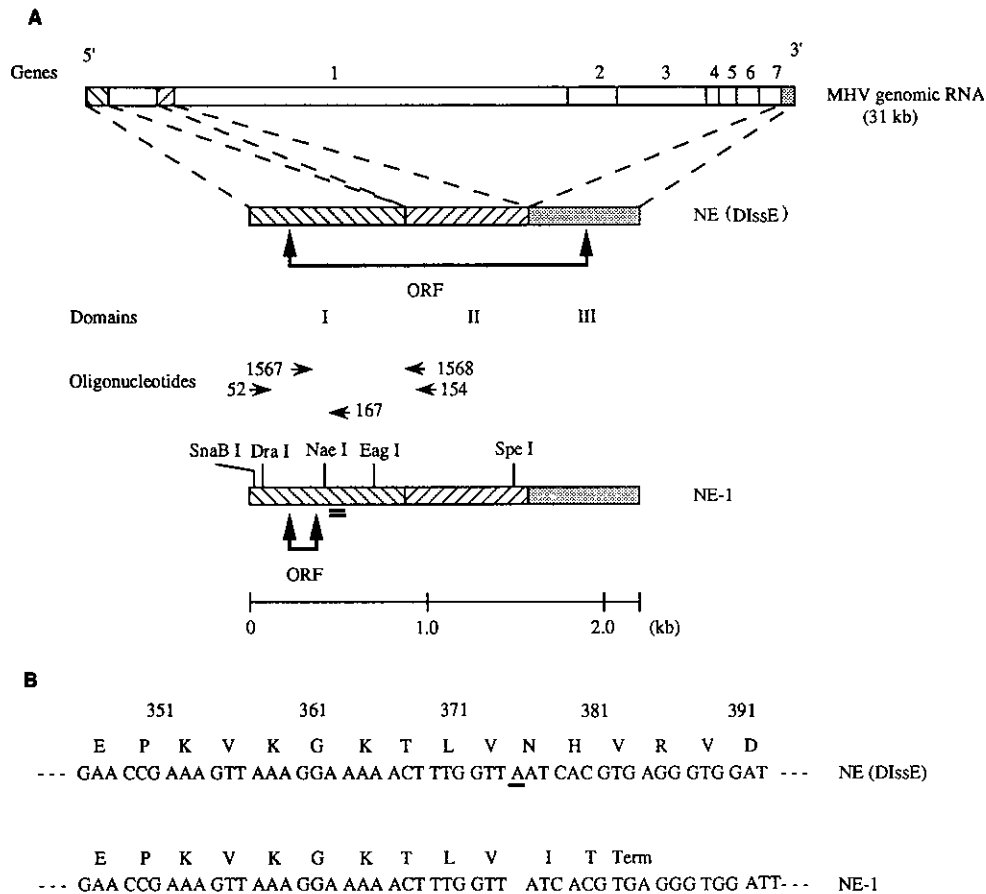 A
5' 3'
Genes 1 2 3 4 5 6 7
MHV genomic RNA
(31 kb)
NE (DIssE)
ORF
Domains I II III
1567 1568
Oligonucleotides 52 154
167
SnaB I Dra I Nae I Eag I Spe I
NE-1
ORF
0 1.0 2.0 (kb)
B
351 361 371 381 391
E P K V K G K T L V N H V R V D
--- GAA CCG AAA GTT AAA GGA AAA ACT TTG GTT AAT CAC GTG AGG GTG GAT --- NE (DIssE)
E P K V K G K T L V I T Term
--- GAA CCG AAA GTT AAA GGA AAA ACT TTG GTT ATC ACG TGA GGG TGG ATT --- NE-1